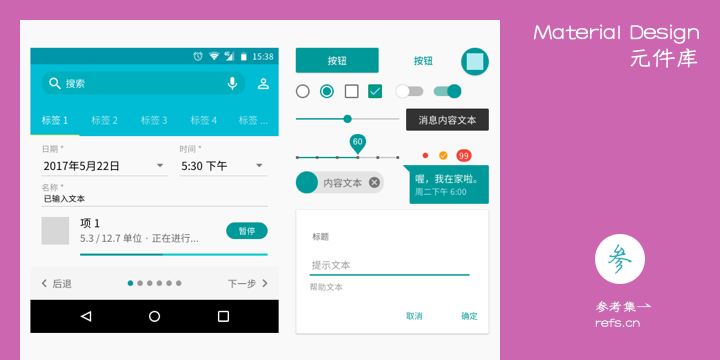 15:38
搜索
标签 1 标签 2 标签 3 标签 4 标签 ...
日期 * 时间 *
2017年5月22日 5:30 下午
名称 *
已输入文本
项 1
5.3 / 12.7 单位 · 正在进行... 暂停
后退 下一步
按钮 按钮
消息内容文本
60
99
内容文本
喔，我在家啦。
周二下午 6:00
标题
提示文本
帮助文本
取消 确定
Material Design
元件库
参
参考集
refs.cn